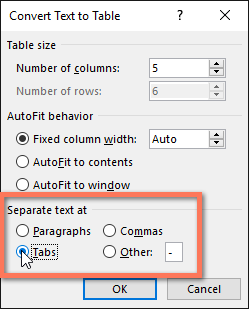 Convert Text to Table ? ×
Table size
Number of columns: 5
Number of rows: 6
AutoFit behavior
Fixed column width: Auto
AutoFit to contents
AutoFit to window
Separate text at
Paragraphs Commas
Tabs Other: -
OK Cancel